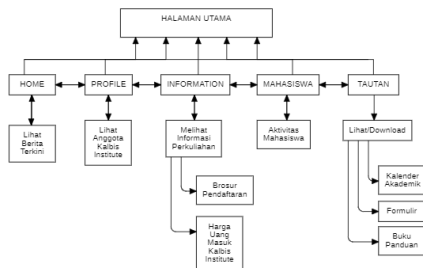 HALAMAN UTAMA
HOME
PROFILE
INFORMATION
MAHASISWA
TAUTAN
Lihat
Berita
Terkini
Lihat
Anggota
Kalbis
Institute
Melihat
Informasi
Perkuliahan
Aktivitas
Mahasiswa
Lihat/Download
Brosur
Pendaftaran
Harga
Uang
Masuk
Kalbis
Institute
Kalender
Akademik
Formulir
Buku
Panduan